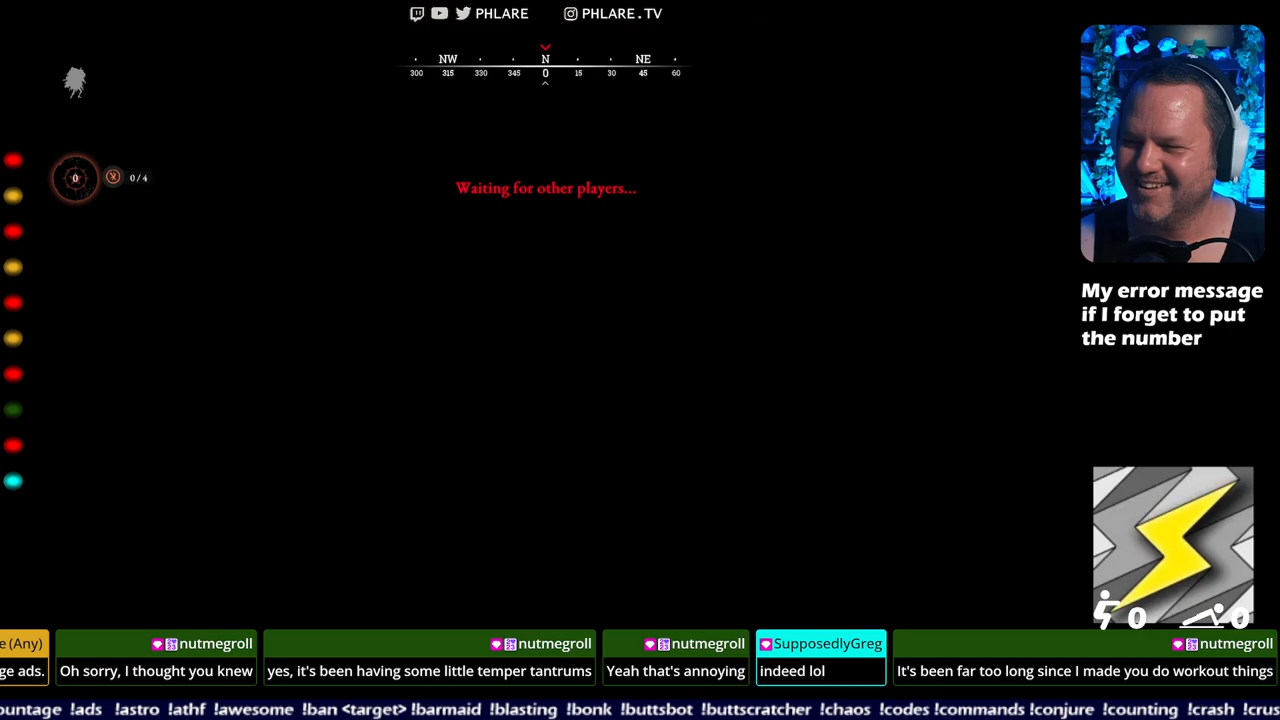 PHLARE PHLARE.TV
NW N NE
300 315 330 345 0 15 30 45 60
0 0/4
Waiting for other players...
My error message
if I forget to put
the number
0 0
e (Any) nutmegroll nutmegroll nutmegroll SupposedlyGreg nutmegroll
ge ads. Oh sorry, I thought you knew yes, it's been having some little temper tantrums Yeah that's annoying indeed lol It's been far too long since I made you do workout things
ountage !ads !astro !athf !awesome !ban <target> !barmaid !blasting !bonk !buttsbot !buttscratcher !chaos !codes !commands !conjure !counting !crash !crus